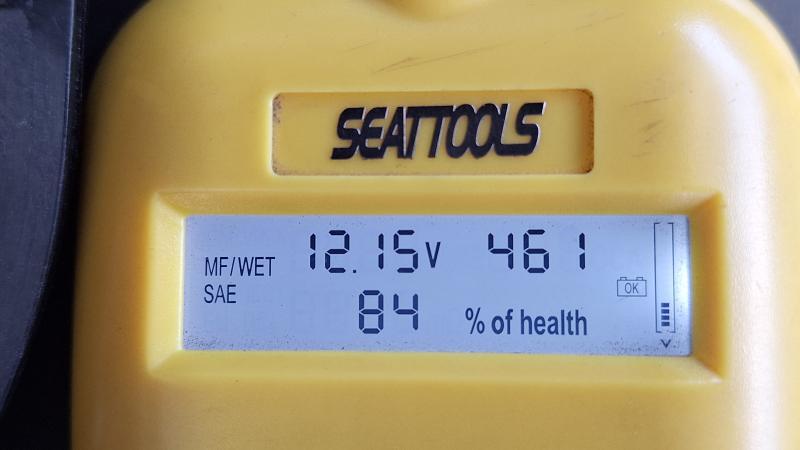 SEATTOOLS
MF/WET 12.15V 461
SAE 84 % of health
OK